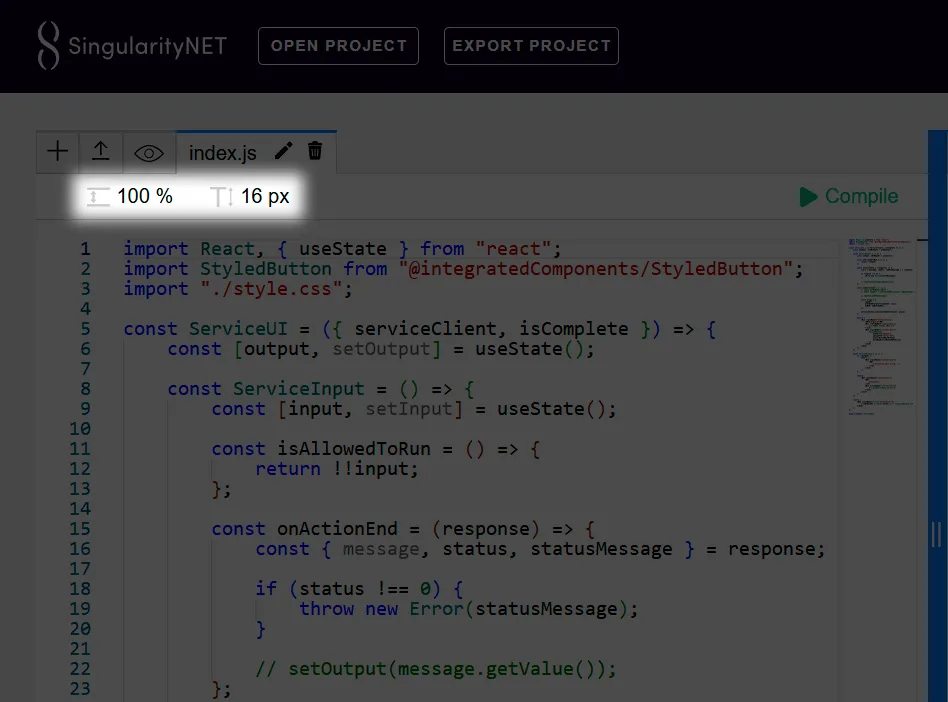 SingularityNET OPEN PROJECT EXPORT PROJECT
index.js
100 % 16 px Compile
1 import React, { useState } from "react";
2 import StyledButton from "@integratedComponents/StyledButton";
3 import "./style.css";
4
5 const ServiceUI = ({ serviceClient, isComplete }) => {
6 const [output, setOutput] = useState();
7
8 const ServiceInput = () => {
9 const [input, setInput] = useState();
10
11 const isAllowedToRun = () => {
12 return !!input;
13 };
14
15 const onActionEnd = (response) => {
16 const { message, status, statusMessage } = response;
17
18 if (status !== 0) {
19 throw new Error(statusMessage);
20 }
21
22 // setOutput(message.getValue());
23 };